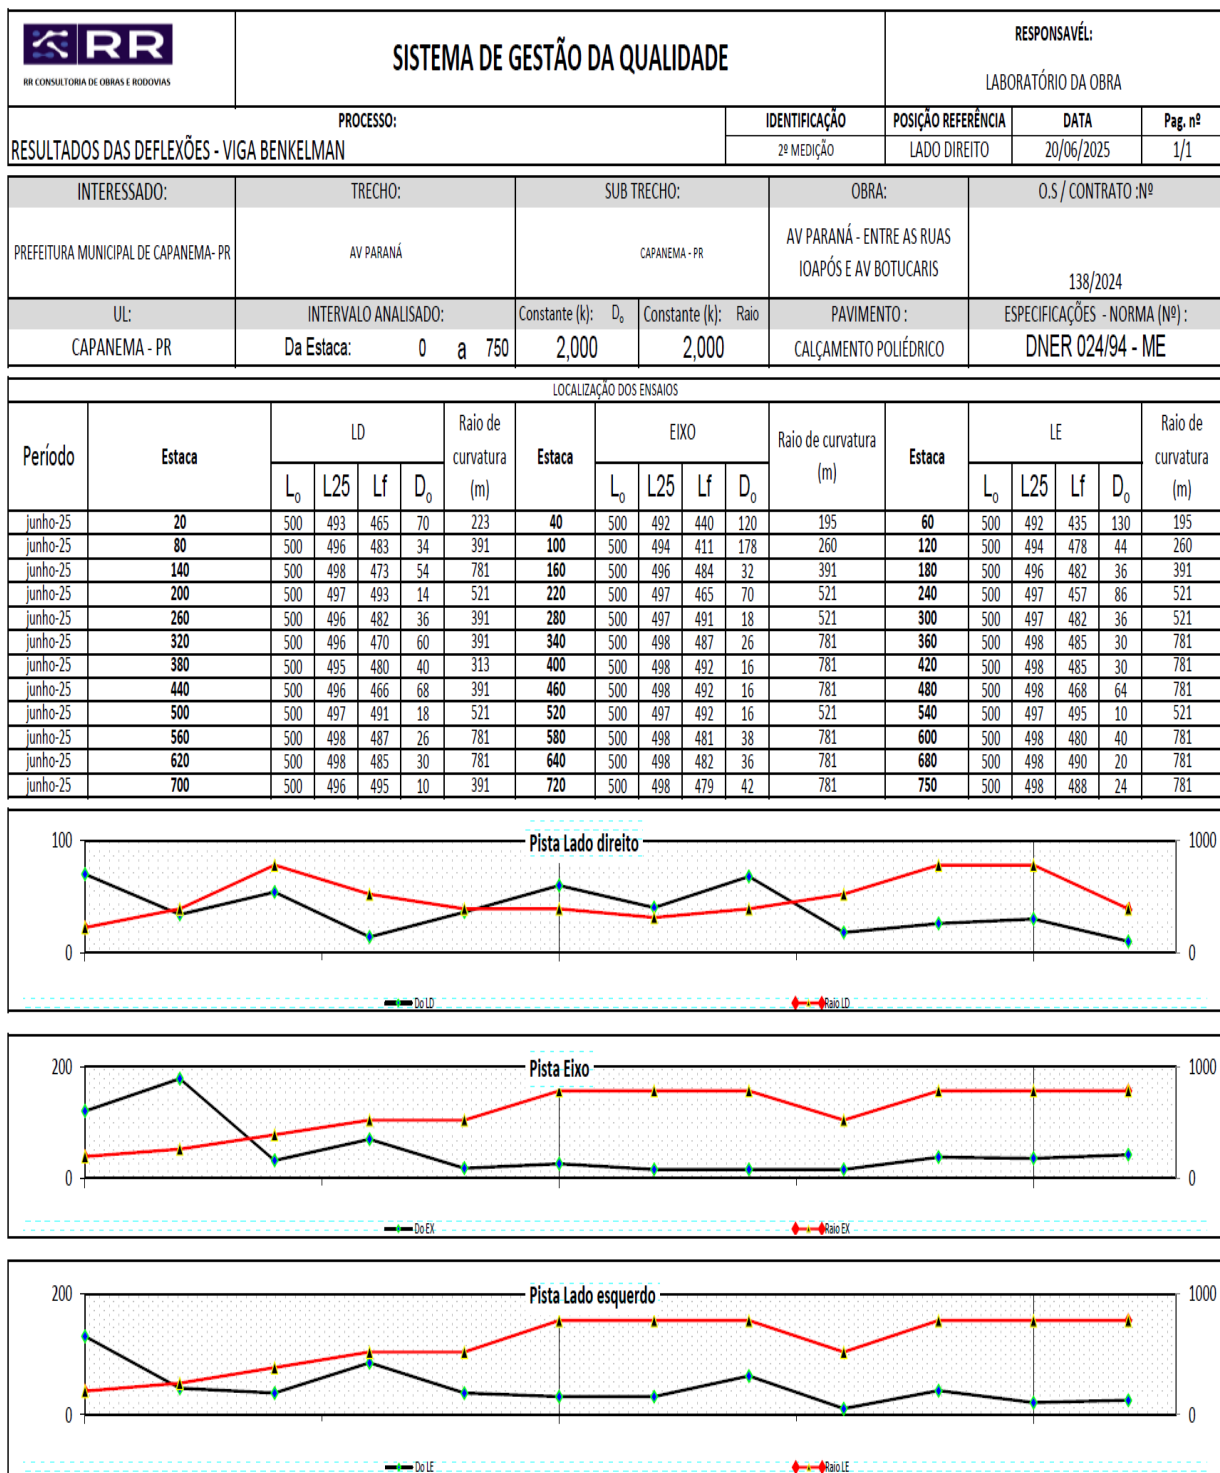 RR
RR CONSULTORIA DE OBRAS E RODOVIAS
SISTEMA DE GESTÃO DA QUALIDADE
RESPONSAVÉL:
LABORATÓRIO DA OBRA
PROCESSO:
RESULTADOS DAS DEFLEXÕES - VIGA BENKELMAN
IDENTIFICAÇÃO POSIÇÃO REFERÊNCIA DATA Pag. nº
2º MEDIÇÃO LADO DIREITO 20/06/2025 1/1
INTERESSADO: TRECHO: SUB TRECHO: OBRA: O.S / CONTRATO :Nº
PREFEITURA MUNICIPAL DE CAPANEMA- PR AV PARANÁ CAPANEMA - PR AV PARANÁ - ENTRE AS RUAS
IOAPÓS E AV BOTUCARIS
138/2024
UL: INTERVALO ANALISADO: Constante (k): D₀ Constante (k): Raio PAVIMENTO : ESPECIFICAÇÕES - NORMA (Nº) :
CAPANEMA - PR Da Estaca: 0 a 750 2,000 2,000 CALÇAMENTO POLIÉDRICO DNER 024/94 - ME
LOCALIZAÇÃO DOS ENSAIOS
Período Estaca LD Raio de curvatura (m) Estaca EIXO Raio de curvatura (m) Estaca LE Raio de curvatura (m)
L₀ L25 Lf D₀ L₀ L25 Lf D₀ L₀ L25 Lf D₀
junho-25 20 500 493 465 70 223 40 500 492 440 120 195 60 500 492 435 130 195
junho-25 80 500 496 483 34 391 100 500 494 411 178 260 120 500 494 478 44 260
junho-25 140 500 498 473 54 781 160 500 496 484 32 391 180 500 496 482 36 391
junho-25 200 500 497 493 14 521 220 500 497 465 70 521 240 500 497 457 86 521
junho-25 260 500 496 482 36 391 280 500 497 491 18 521 300 500 497 482 36 521
junho-25 320 500 496 470 60 391 340 500 498 487 26 781 360 500 498 485 30 781
junho-25 380 500 495 480 40 313 400 500 498 492 16 781 420 500 498 485 30 781
junho-25 440 500 496 466 68 391 460 500 498 492 16 781 480 500 498 468 64 781
junho-25 500 500 497 491 18 521 520 500 497 492 16 521 540 500 497 495 10 521
junho-25 560 500 498 487 26 781 580 500 498 481 38 781 600 500 498 480 40 781
junho-25 620 500 498 485 30 781 640 500 498 482 36 781 680 500 498 490 20 781
junho-25 700 500 496 495 10 391 720 500 498 479 42 781 750 500 498 488 24 781
Pista Lado direito
100 1000
0 0
Do LD Raio LD
Pista Eixo
200 1000
0 0
Do EX Raio EX
Pista Lado esquerdo
200 1000
0 0
Do LE Raio LE